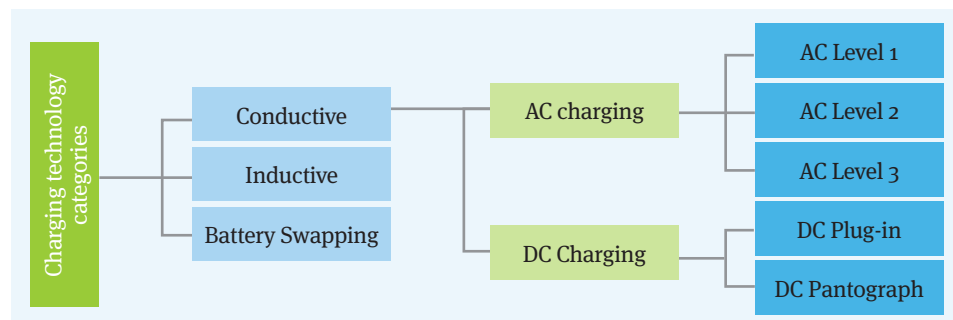 Charging technology
categories
Conductive
Inductive
Battery Swapping
AC charging
DC Charging
AC Level 1
AC Level 2
AC Level 3
DC Plug-in
DC Pantograph